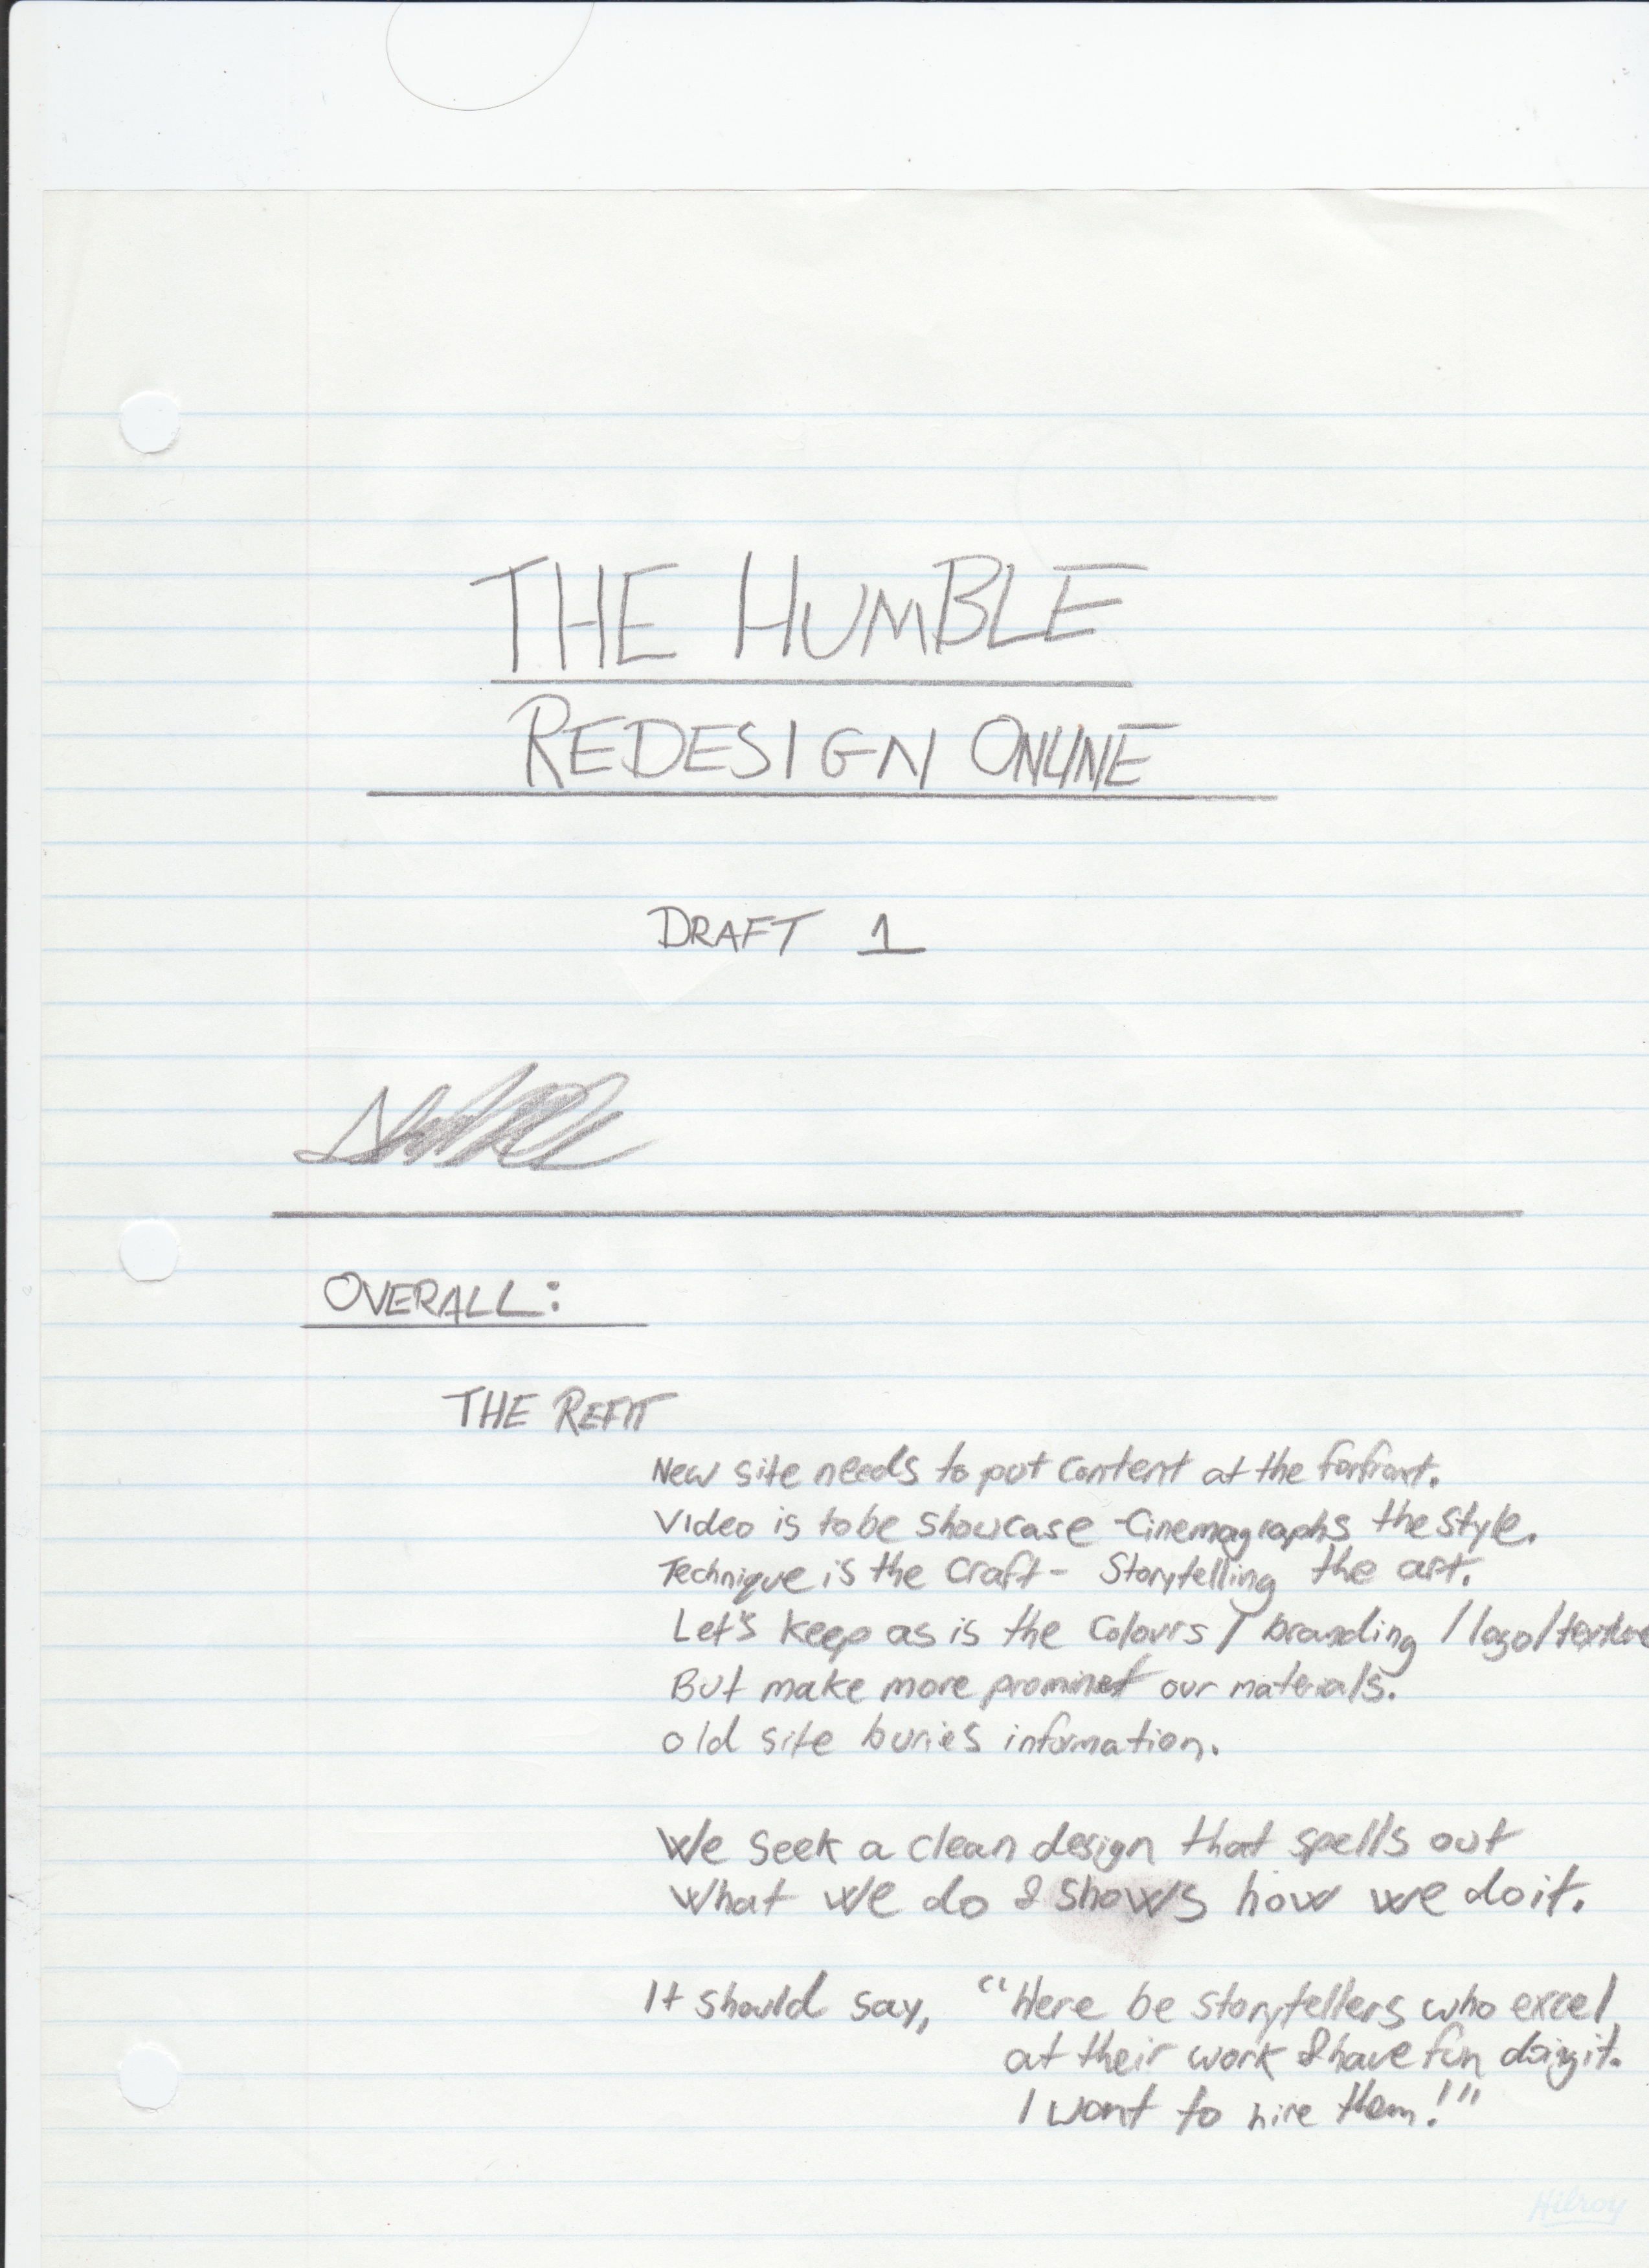 THE HUMBLE
REDESIGN ONLINE
DRAFT 1
OVERALL:
THE REFIT
New site needs to put content at the forfront.
Video is to be showcase - Cinemagraphs the style.
Technique is the craft - Storytelling the art.
Let's keep as is the colours / branding / logo/texture
But make more prominet our materials.
old site buries information.
We seek a clean design that spells out
what we do & shows how we do it.
It should say, "Here be storytellers who excel
at their work & have fun doing it.
I want to hire them!"
Hilroy